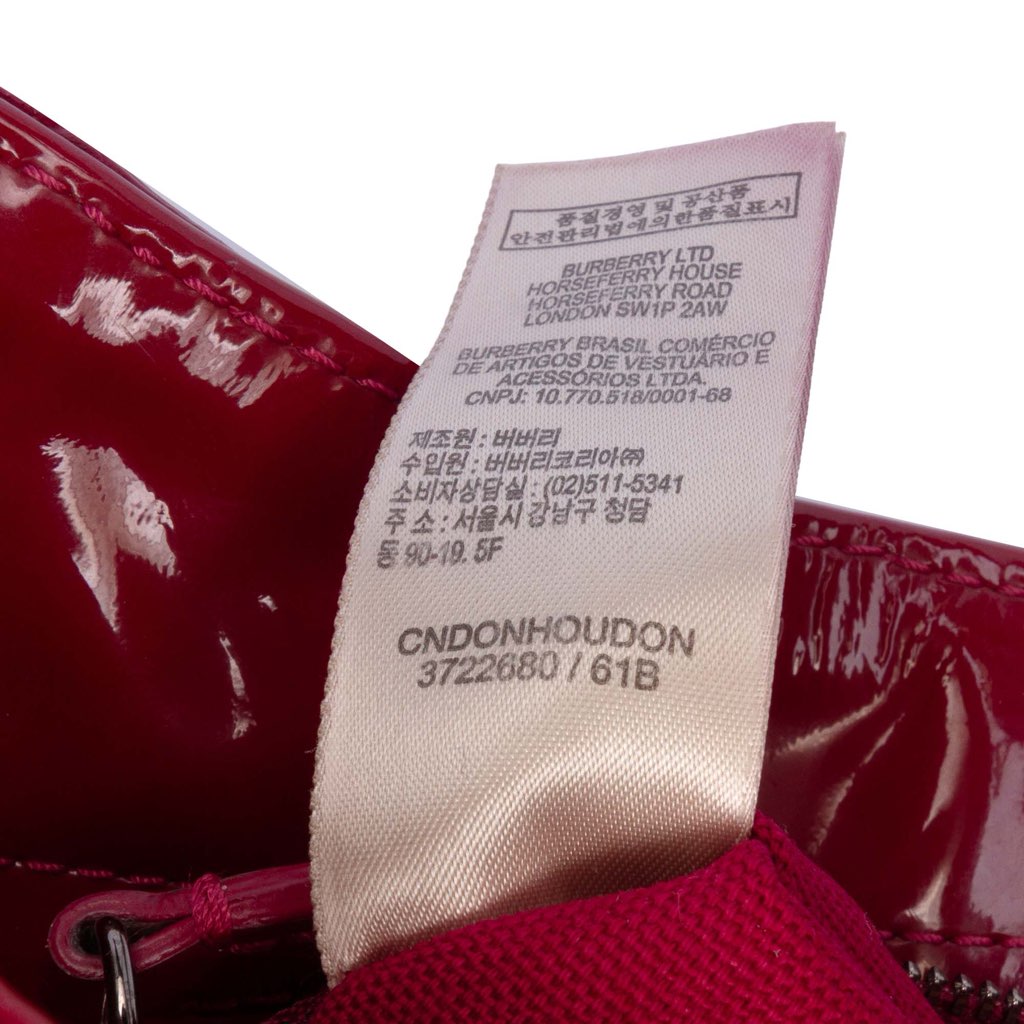 품질경영 및 공산품
안전관리법에의한품질표시
BURBERRY LTD
HORSEFERRY HOUSE
HORSEFERRY ROAD
LONDON SW1P 2AW
BURBERRY BRASIL COMÉRCIO
DE ARTIGOS DE VESTUÁRIO E
ACESSÓRIOS LTDA.
CNPJ: 10.770.518/0001-68
제조원 : 버버리
수입원 : 버버리코리아㈜
소비자상담실 : (02)511-5341
주 소 : 서울시 강남구 청담
동 90-19. 5F
CNDONHOUDON
3722680 / 61B